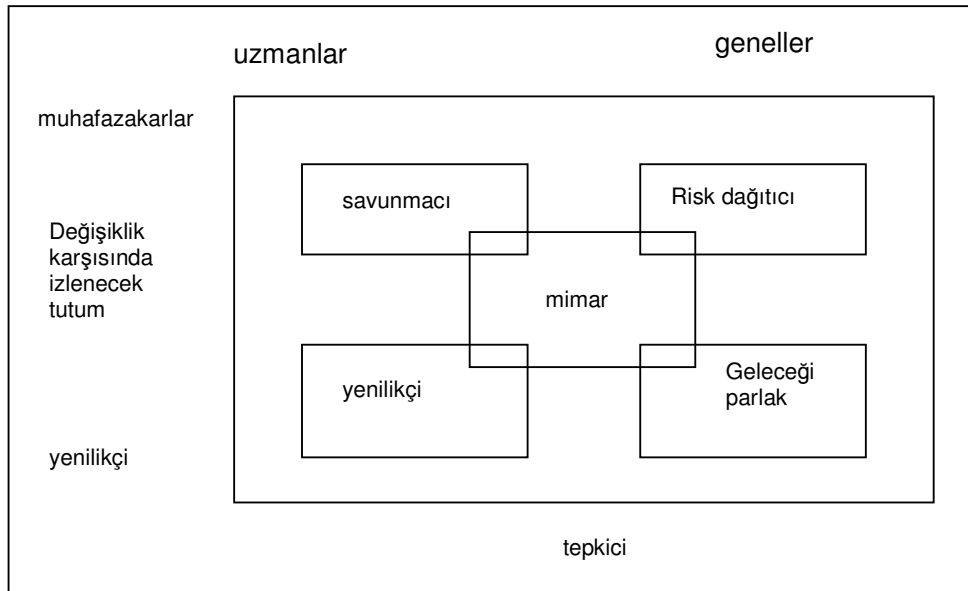 uzmanlar
geneller
muhafazakarlar
savunmacı
Risk dağıtıcı
Değişiklik
karşısında
izlenecek
tutum
mimar
yenilikçi
Geleceği
parlak
yenilikçi
tepkici